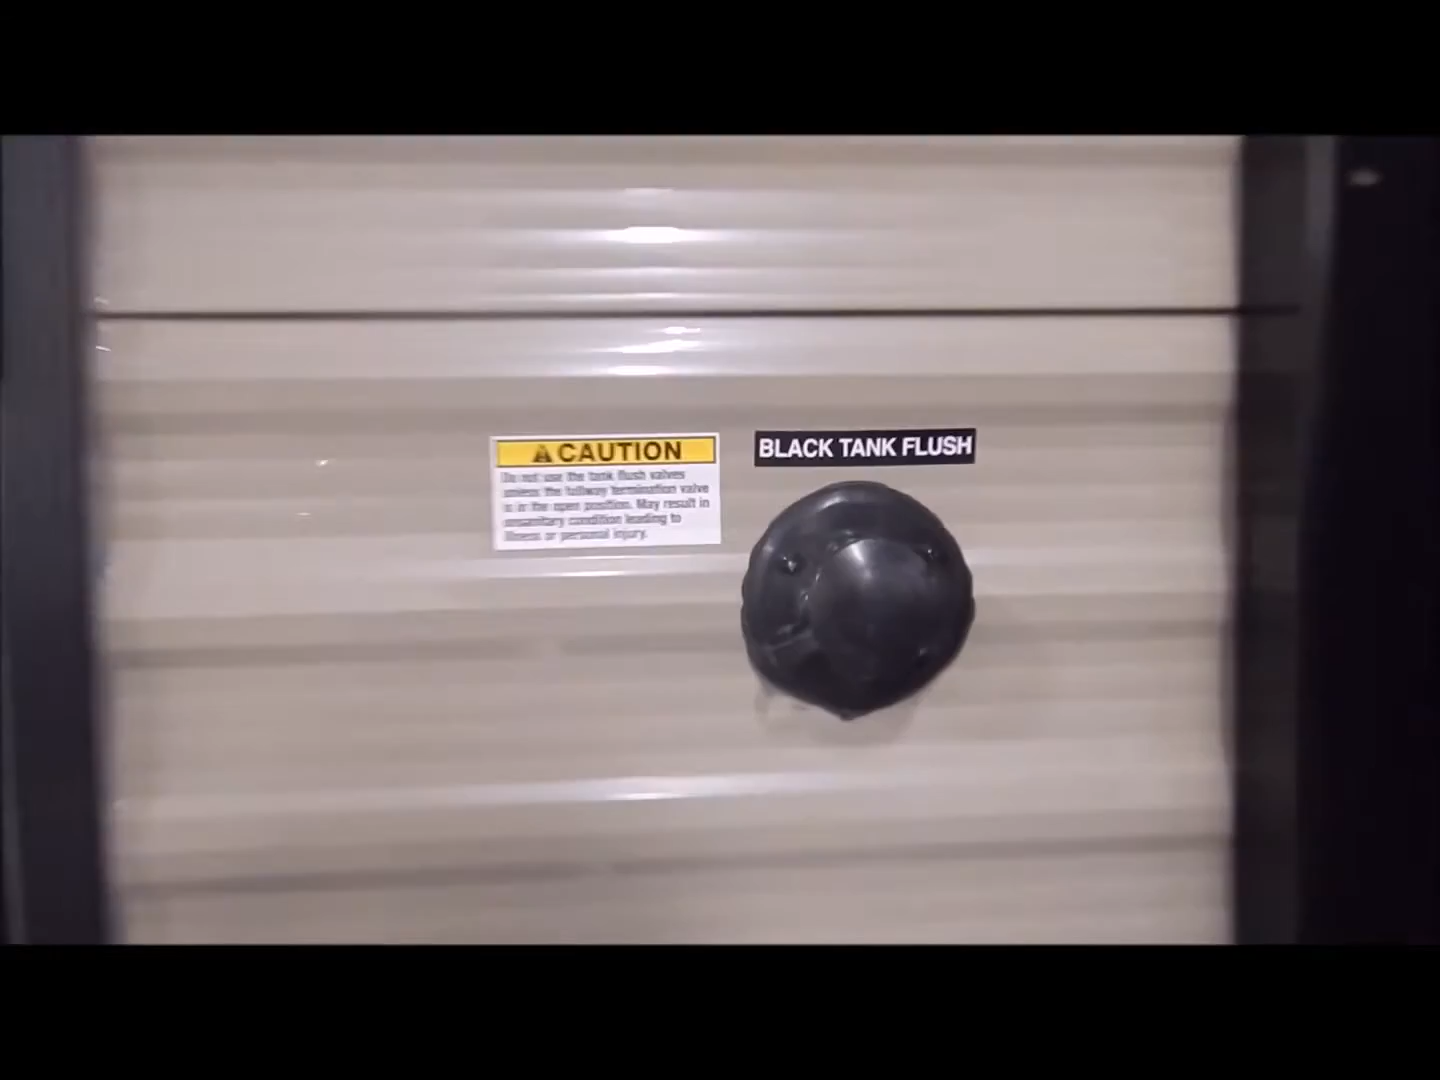 CAUTION
BLACK TANK FLUSH
Do not use the tank flush valves
unless the tailway termination valve
is in the open position. May result in
unsanitary condition leading to
illness or personal injury.